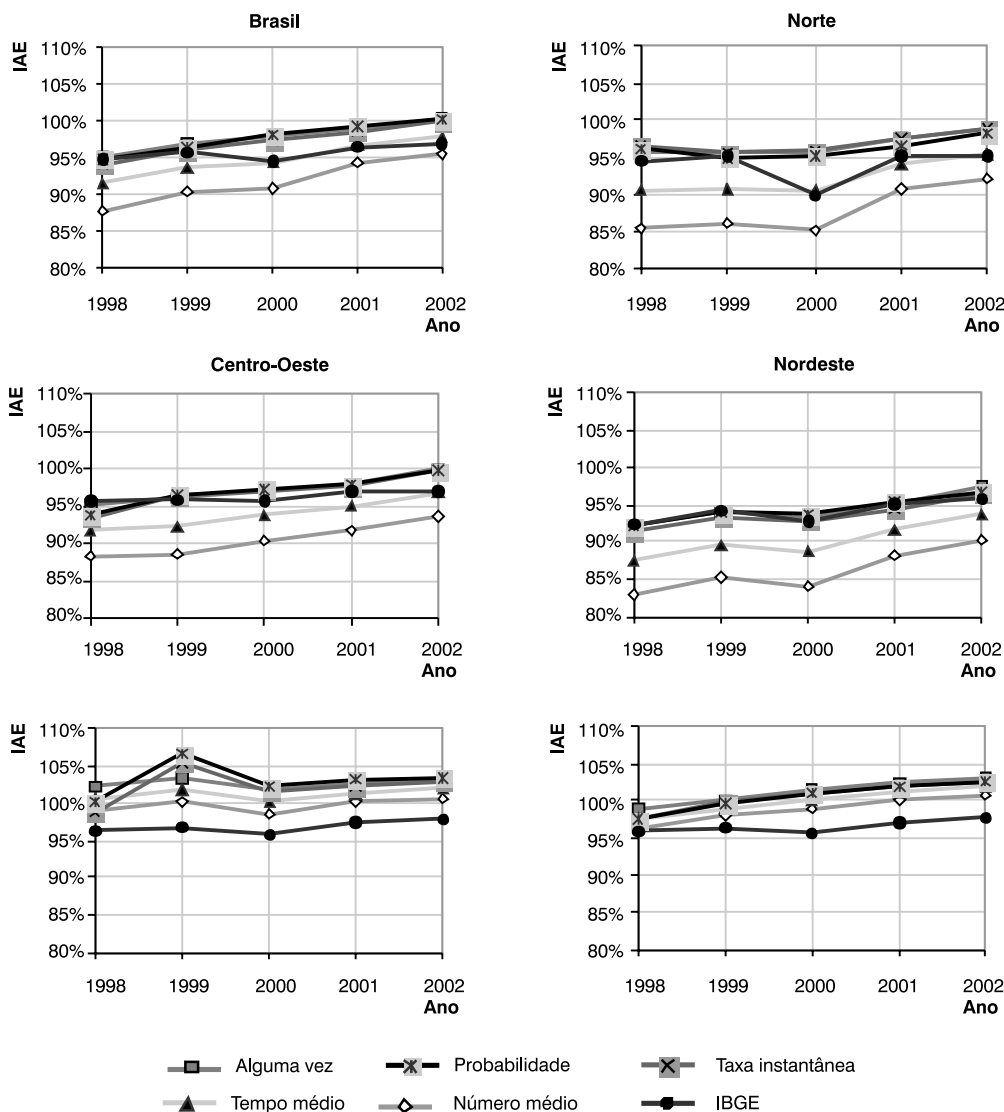 Brasil
IAE
110%
105%
100%
95%
90%
85%
80%
1998 1999 2000 2001 2002
Ano
Norte
IAE
110%
105%
100%
95%
90%
85%
80%
1998 1999 2000 2001 2002
Ano
Centro-Oeste
IAE
110%
105%
100%
95%
90%
85%
80%
1998 1999 2000 2001 2002
Ano
Nordeste
IAE
110%
105%
100%
95%
90%
85%
80%
1998 1999 2000 2001 2002
Ano
IAE
110%
105%
100%
95%
90%
85%
80%
1998 1999 2000 2001 2002
Ano
IAE
110%
105%
100%
95%
90%
85%
80%
1998 1999 2000 2001 2002
Ano
Alguma vez Probabilidade Taxa instantânea
Tempo médio Número médio IBGE